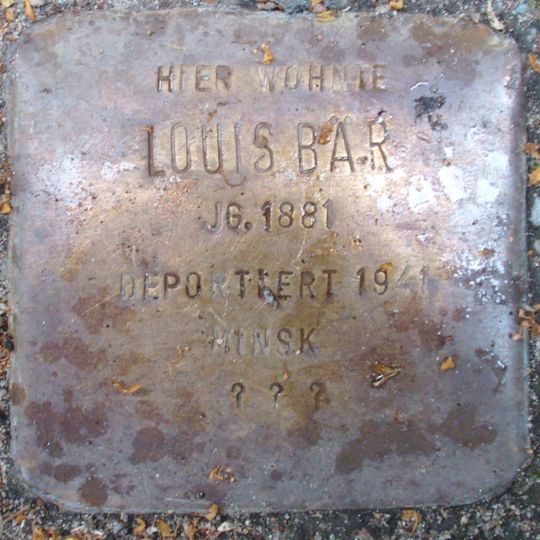 HIER WOHNTE
LOUIS BÄR
JG. 1881
DEPORTIERT 1941
MINSK
? ? ?